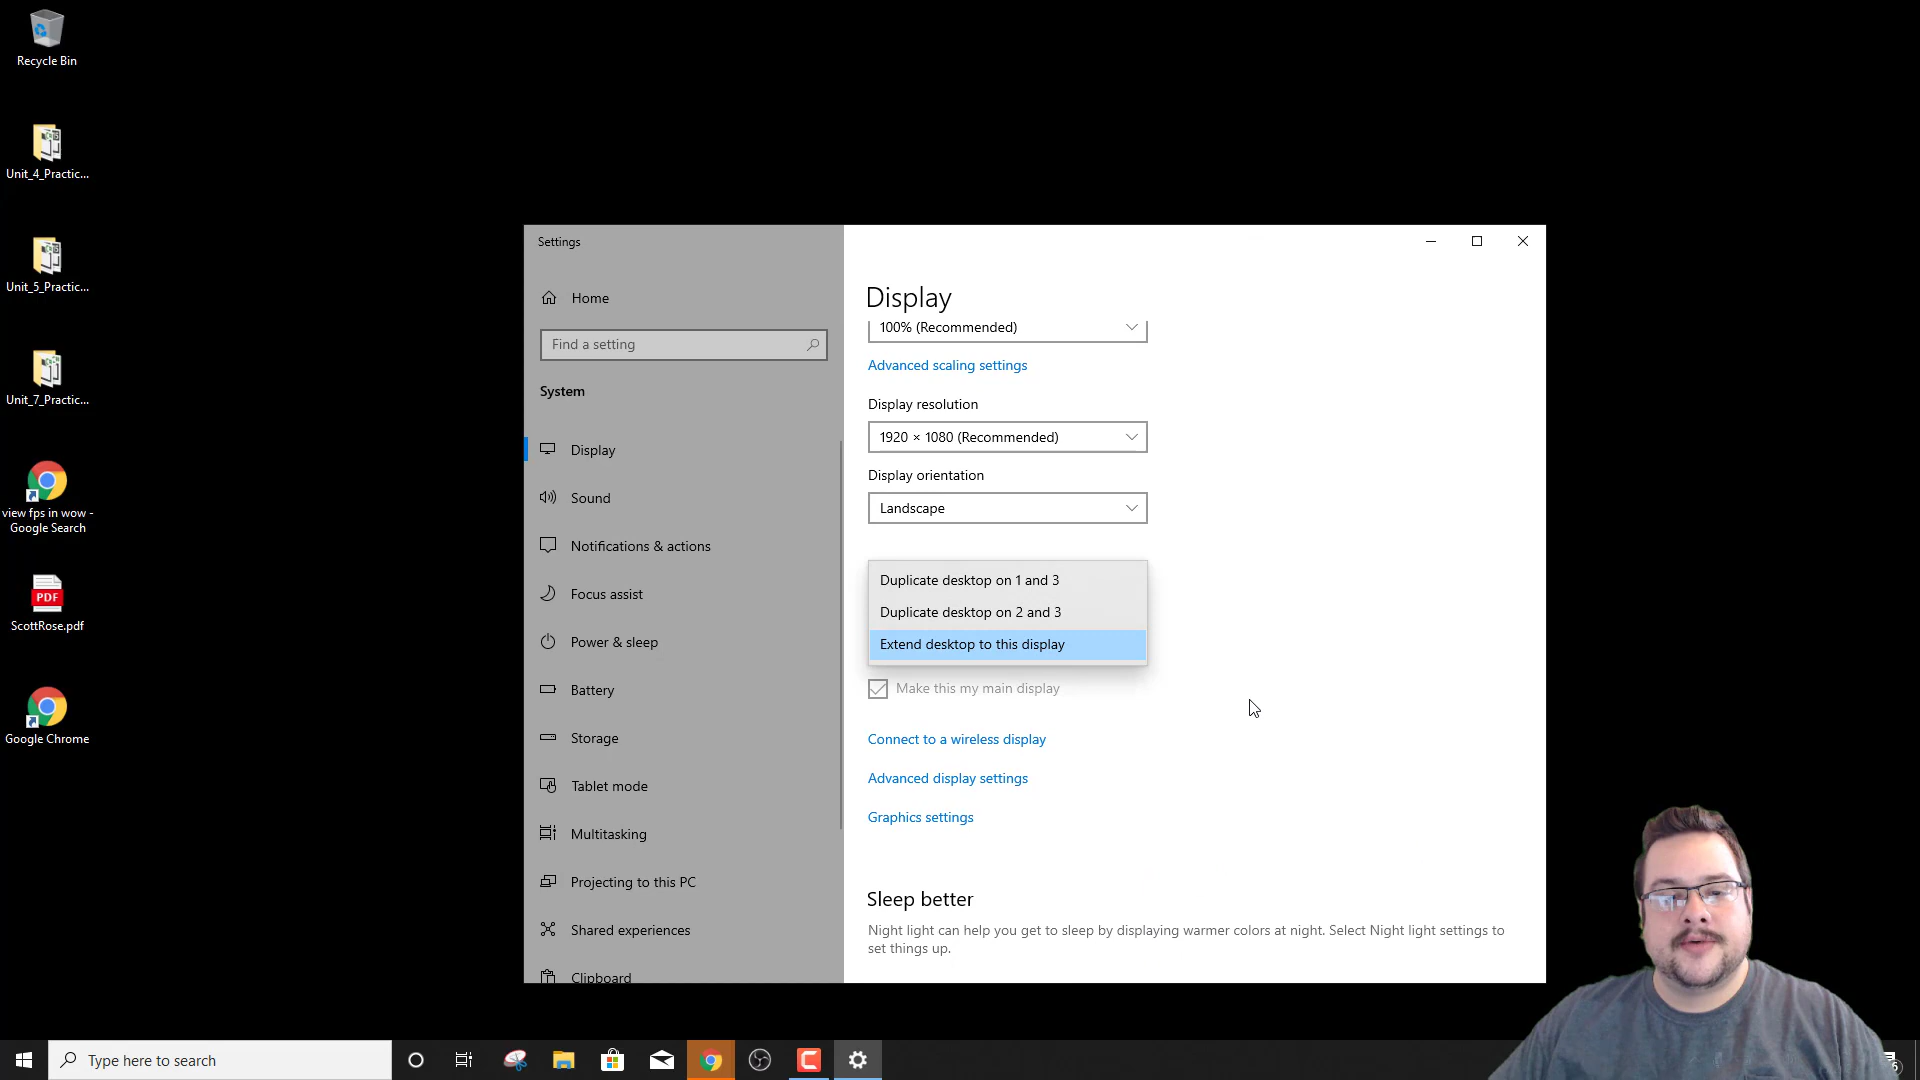 Recycle Bin
Unit_4_Practic...
Unit_5_Practic...
Unit_7_Practic...
view fps in wow -
Google Search
PDF
ScottRose.pdf
Google Chrome
Settings
Home
Find a setting
System
Display
Sound
Notifications & actions
Focus assist
Power & sleep
Battery
Storage
Tablet mode
Multitasking
Projecting to this PC
Shared experiences
Clipboard
Display
100% (Recommended)
Advanced scaling settings
Display resolution
1920 × 1080 (Recommended)
Display orientation
Landscape
Duplicate desktop on 1 and 3
Duplicate desktop on 2 and 3
Extend desktop to this display
Make this my main display
Connect to a wireless display
Advanced display settings
Graphics settings
Sleep better
Night light can help you get to sleep by displaying warmer colors at night. Select Night light settings to
set things up.
Type here to search